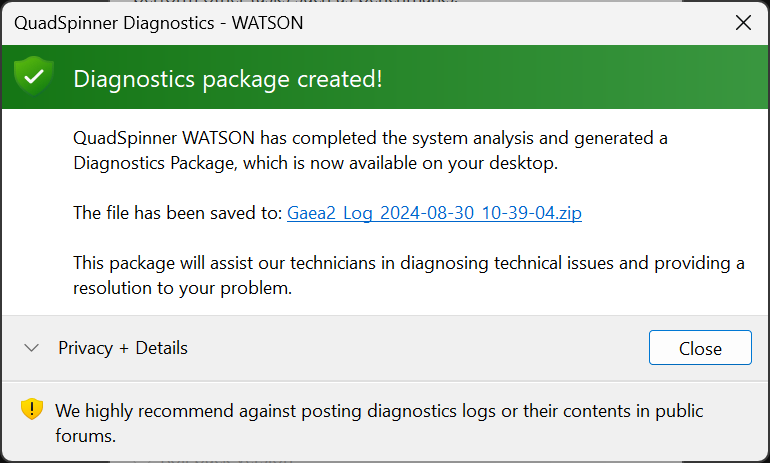 QuadSpinner Diagnostics - WATSON
Diagnostics package created!
QuadSpinner WATSON has completed the system analysis and generated a
Diagnostics Package, which is now available on your desktop.
The file has been saved to: Gaea2_Log_2024-08-30_10-39-04.zip
This package will assist our technicians in diagnosing technical issues and providing a
resolution to your problem.
Privacy + Details
Close
We highly recommend against posting diagnostics logs or their contents in public
forums.